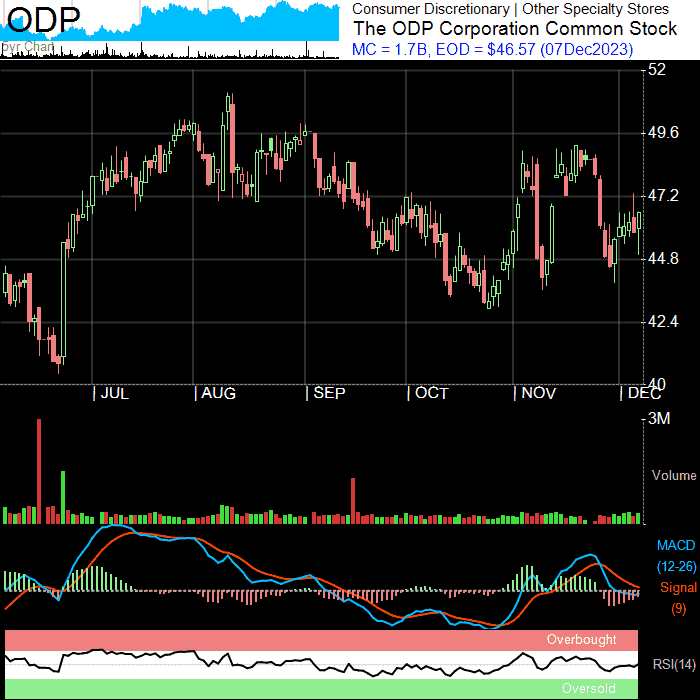 ODP
5yr Chart
Consumer Discretionary | Other Specialty Stores
The ODP Corporation Common Stock
MC = 1.7B, EOD = $46.57 (07Dec2023)
52
49.6
47.2
44.8
42.4
40
| JUL | AUG | SEP | OCT | NOV | DEC
3M
Volume
MACD
(12-26)
Signal
(9)
Overbought
RSI(14)
Oversold